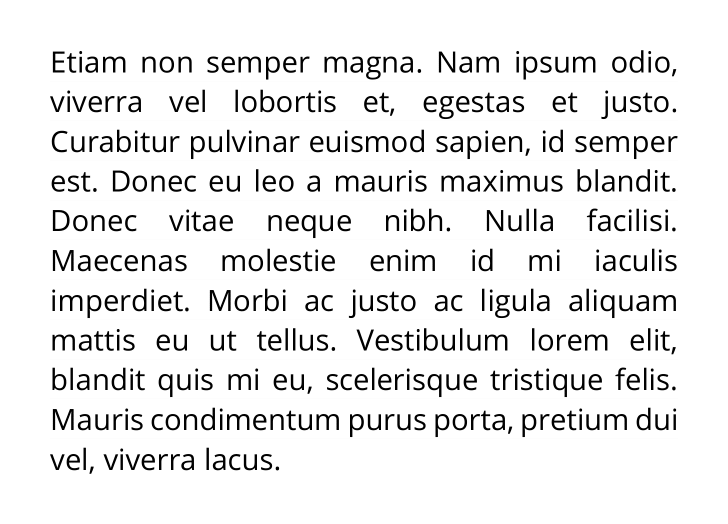 Etiam non semper magna. Nam ipsum odio,
viverra vel lobortis et, egestas et justo.
Curabitur pulvinar euismod sapien, id semper
est. Donec eu leo a mauris maximus blandit.
Donec vitae neque nibh. Nulla facilisi.
Maecenas molestie enim id mi iaculis
imperdiet. Morbi ac justo ac ligula aliquam
mattis eu ut tellus. Vestibulum lorem elit,
blandit quis mi eu, scelerisque tristique felis.
Mauris condimentum purus porta, pretium dui
vel, viverra lacus.